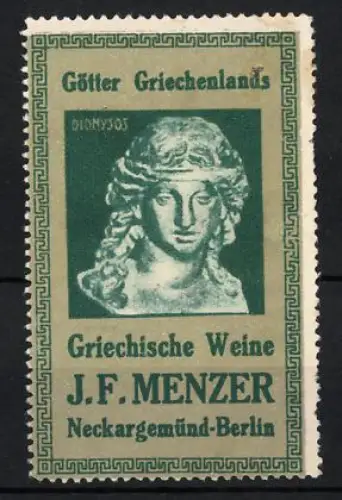 Götter Griechenlands
DIONYSOS
Griechische Weine
J. F. MENZER
Neckargemünd-Berlin